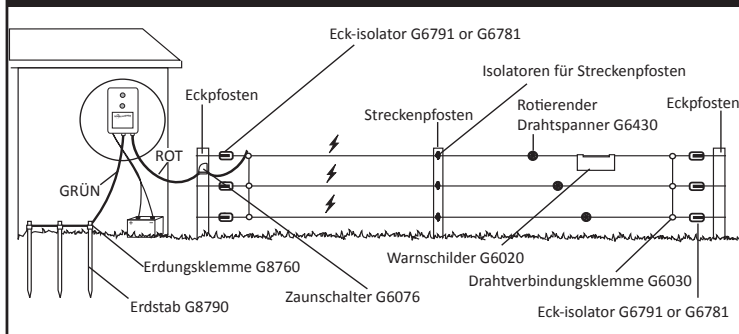 Eck-isolator G6791 or G6781
Isolatoren für Streckenpfosten
Eckpfosten
Streckenpfosten
Rotierender
Drahtspanner G6430
Eckpfosten
ROT
GRÜN
Warnschilder G6020
Erdungsklemme G8760
Drahtverbindungsklemme G6030
Erdstab G8790
Zaunschalter G6076
Eck-isolator G6791 or G6781